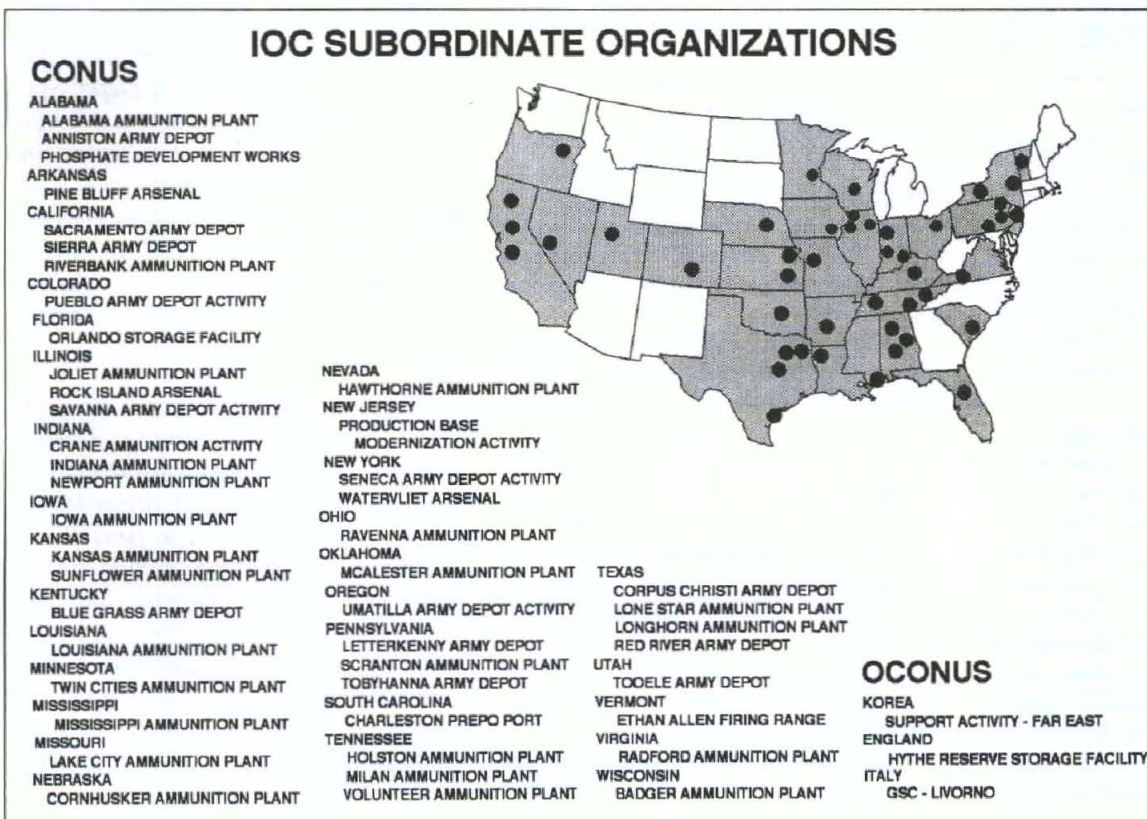 IOC SUBORDINATE ORGANIZATIONS
CONUS
ALABAMA
ALABAMA AMMUNITION PLANT
ANNISTON ARMY DEPOT
PHOSPHATE DEVELOPMENT WORKS
ARKANSAS
PINE BLUFF ARSENAL
CALIFORNIA
SACRAMENTO ARMY DEPOT
SIERRA ARMY DEPOT
RIVERBANK AMMUNITION PLANT
COLORADO
PUEBLO ARMY DEPOT ACTIVITY
FLORIDA
ORLANDO STORAGE FACILITY
ILLINOIS
JOLIET AMMUNITION PLANT
ROCK ISLAND ARSENAL
SAVANNA ARMY DEPOT ACTIVITY
INDIANA
CRANE AMMUNITION ACTIVITY
INDIANA AMMUNITION PLANT
NEWPORT AMMUNITION PLANT
IOWA
IOWA AMMUNITION PLANT
KANSAS
KANSAS AMMUNITION PLANT
SUNFLOWER AMMUNITION PLANT
KENTUCKY
BLUE GRASS ARMY DEPOT
LOUISIANA
LOUISIANA AMMUNITION PLANT
MINNESOTA
TWIN CITIES AMMUNITION PLANT
MISSISSIPPI
MISSISSIPPI AMMUNITION PLANT
MISSOURI
LAKE CITY AMMUNITION PLANT
NEBRASKA
CORNHUSKER AMMUNITION PLANT
NEVADA
HAWTHORNE AMMUNITION PLANT
NEW JERSEY
PRODUCTION BASE
MODERNIZATION ACTIVITY
NEW YORK
SENECA ARMY DEPOT ACTIVITY
WATERVLIET ARSENAL
OHIO
RAVENNA AMMUNITION PLANT
OKLAHOMA
MCALESTER AMMUNITION PLANT
OREGON
UMATILLA ARMY DEPOT ACTIVITY
PENNSYLVANIA
LETTERKENNY ARMY DEPOT
SCRANTON AMMUNITION PLANT
TOBYHANNA ARMY DEPOT
SOUTH CAROLINA
CHARLESTON PREPO PORT
TENNESSEE
HOLSTON AMMUNITION PLANT
MILAN AMMUNITION PLANT
VOLUNTEER AMMUNITION PLANT
TEXAS
CORPUS CHRISTI ARMY DEPOT
LONE STAR AMMUNITION PLANT
LONGHORN AMMUNITION PLANT
RED RIVER ARMY DEPOT
UTAH
TOOELE ARMY DEPOT
VERMONT
ETHAN ALLEN FIRING RANGE
VIRGINIA
RADFORD AMMUNITION PLANT
WISCONSIN
BADGER AMMUNITION PLANT
OCONUS
KOREA
SUPPORT ACTIVITY - FAR EAST
ENGLAND
HYTHE RESERVE STORAGE FACILITY
ITALY
GSC - LIVORNO